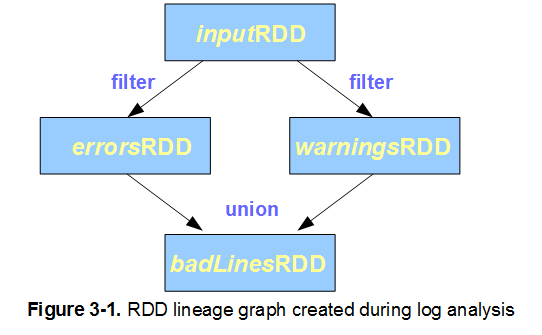 inputRDD
filter filter
errorsRDD warningsRDD
union
badLinesRDD
Figure 3-1. RDD lineage graph created during log analysis